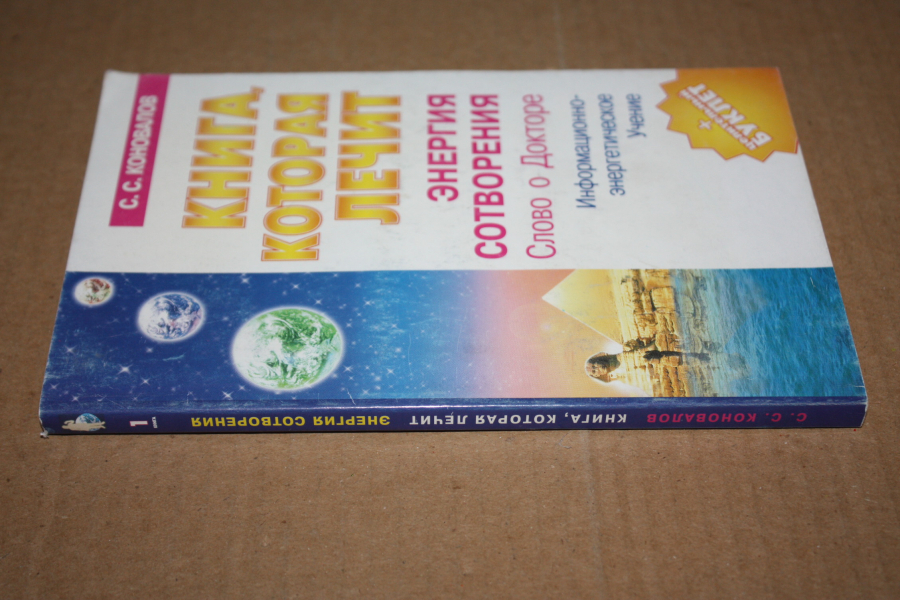 С. С. КОНОВАЛОВ
КНИГА,
КОТОРАЯ
ЛЕЧИТ
ЭНЕРГИЯ
СОТВОРЕНИЯ
Слово о Докторе
Информационно-
энергетическое
Учение
+
БУКЛЕТ
С. С. КОНОВАЛОВ КНИГА, КОТОРАЯ ЛЕЧИТ ЭНЕРГИЯ СОТВОРЕНИЯ 1